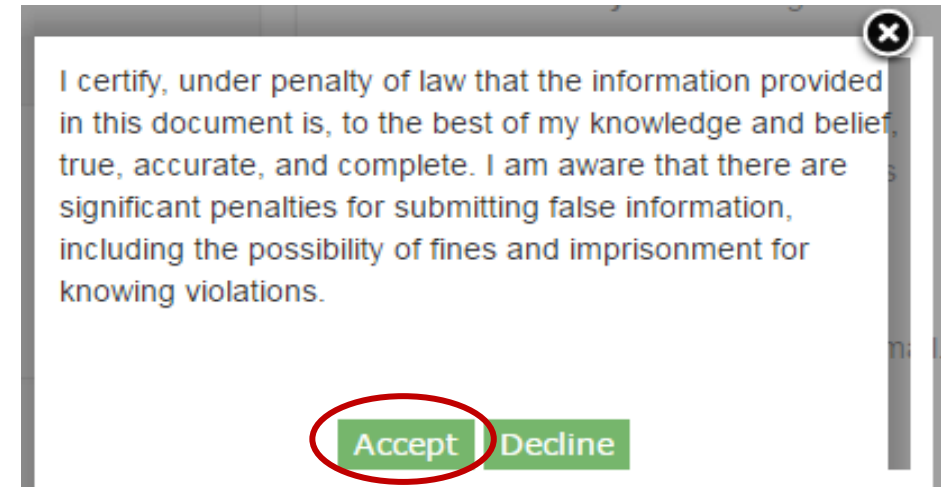 I certify, under penalty of law that the information provided
in this document is, to the best of my knowledge and belief,
true, accurate, and complete. I am aware that there are
significant penalties for submitting false information,
including the possibility of fines and imprisonment for
knowing violations.
Accept Decline